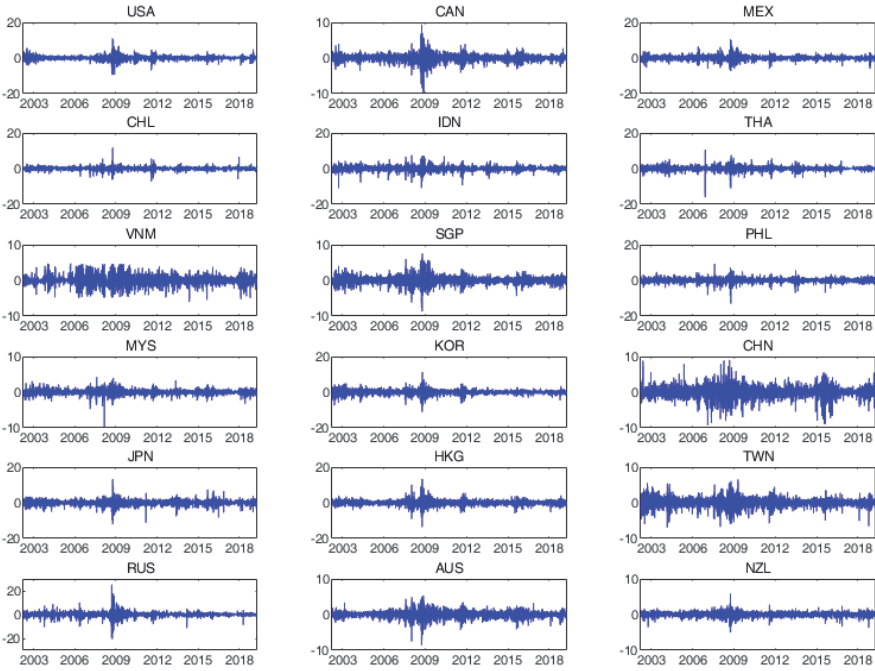 USA CAN MEX
20 10 20
0 0 0
-20 -10 -20
2003 2006 2009 2012 2015 2018 2003 2006 2009 2012 2015 2018 2003 2006 2009 2012 2015 2018
CHL IDN THA
20 20 20
0 0 0
-20 -20 -20
2003 2006 2009 2012 2015 2018 2003 2006 2009 2012 2015 2018 2003 2006 2009 2012 2015 2018
VNM SGP PHL
10 10 20
0 0 0
-10 -10 -20
2003 2006 2009 2012 2015 2018 2003 2006 2009 2012 2015 2018 2003 2006 2009 2012 2015 2018
MYS KOR CHN
10 20 10
0 0 0
-10 -20 -10
2003 2006 2009 2012 2015 2018 2003 2006 2009 2012 2015 2018 2003 2006 2009 2012 2015 2018
JPN HKG TWN
20 20 10
0 0 0
-20 -20 -10
2003 2006 2009 2012 2015 2018 2003 2006 2009 2012 2015 2018 2003 2006 2009 2012 2015 2018
RUS AUS NZL
20 10 10
0 0 0
-20 -10 -10
2003 2006 2009 2012 2015 2018 2003 2006 2009 2012 2015 2018 2003 2006 2009 2012 2015 2018